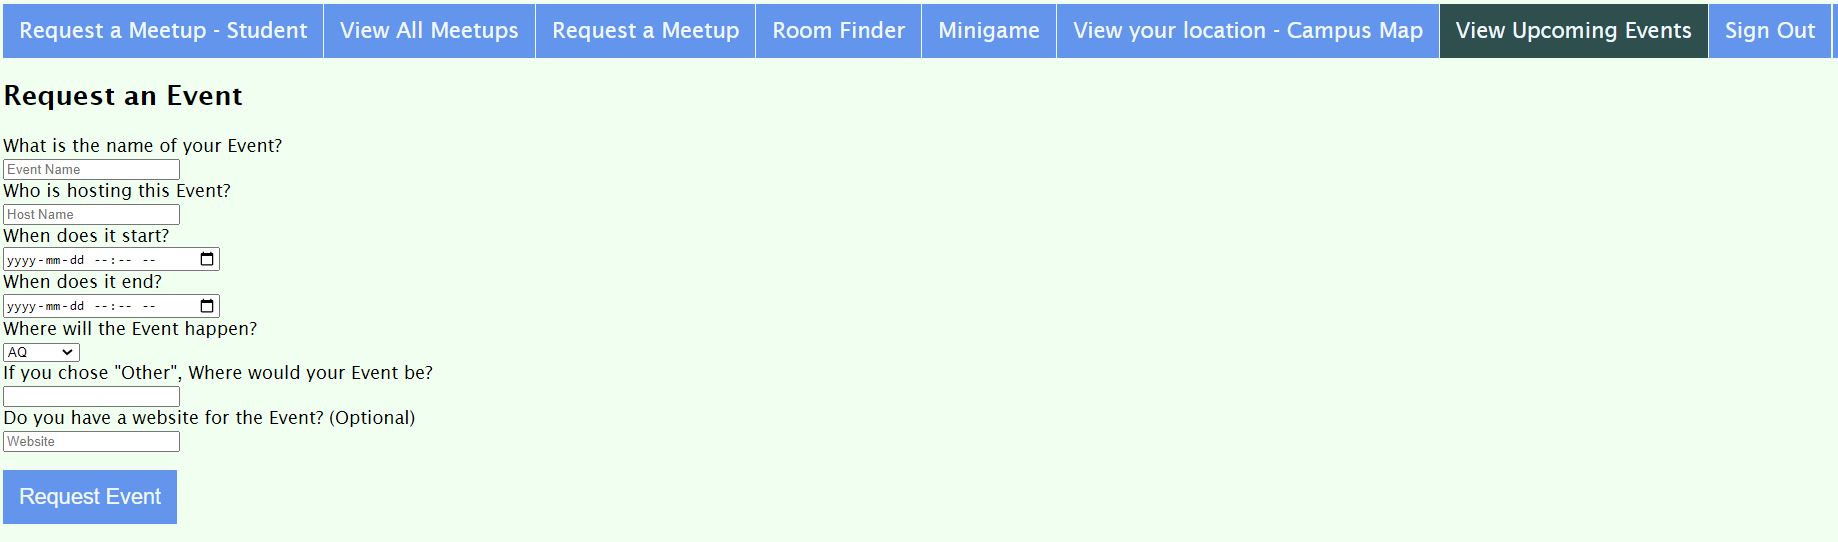 Request a Meetup - Student View All Meetups Request a Meetup Room Finder Minigame View your location - Campus Map View Upcoming Events Sign Out
Request an Event
What is the name of your Event?
Event Name
Who is hosting this Event?
Host Name
When does it start?
yyyy-mm-dd --:-- --
When does it end?
yyyy-mm-dd --:-- --
Where will the Event happen?
AQ
If you chose "Other", Where would your Event be?
Do you have a website for the Event? (Optional)
Website
Request Event